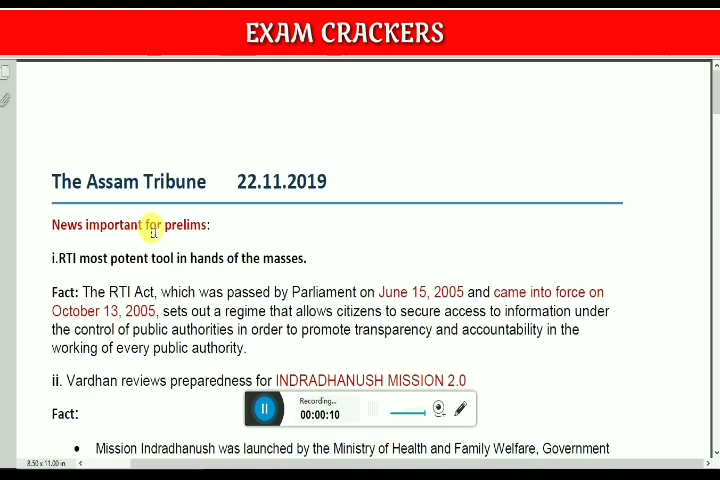 EXAM CRACKERS
The Assam Tribune 22.11.2019
News important for prelims:
i.RTI most potent tool in hands of the masses.
Fact: The RTI Act, which was passed by Parliament on June 15, 2005 and came into force on
October 13, 2005, sets out a regime that allows citizens to secure access to information under
the control of public authorities in order to promote transparency and accountability in the
working of every public authority.
ii. Vardhan reviews preparedness for INDRADHANUSH MISSION 2.0
Recording...
00:00:10
Fact:
• Mission Indradhanush was launched by the Ministry of Health and Family Welfare, Government
8.50 x 11.00 in